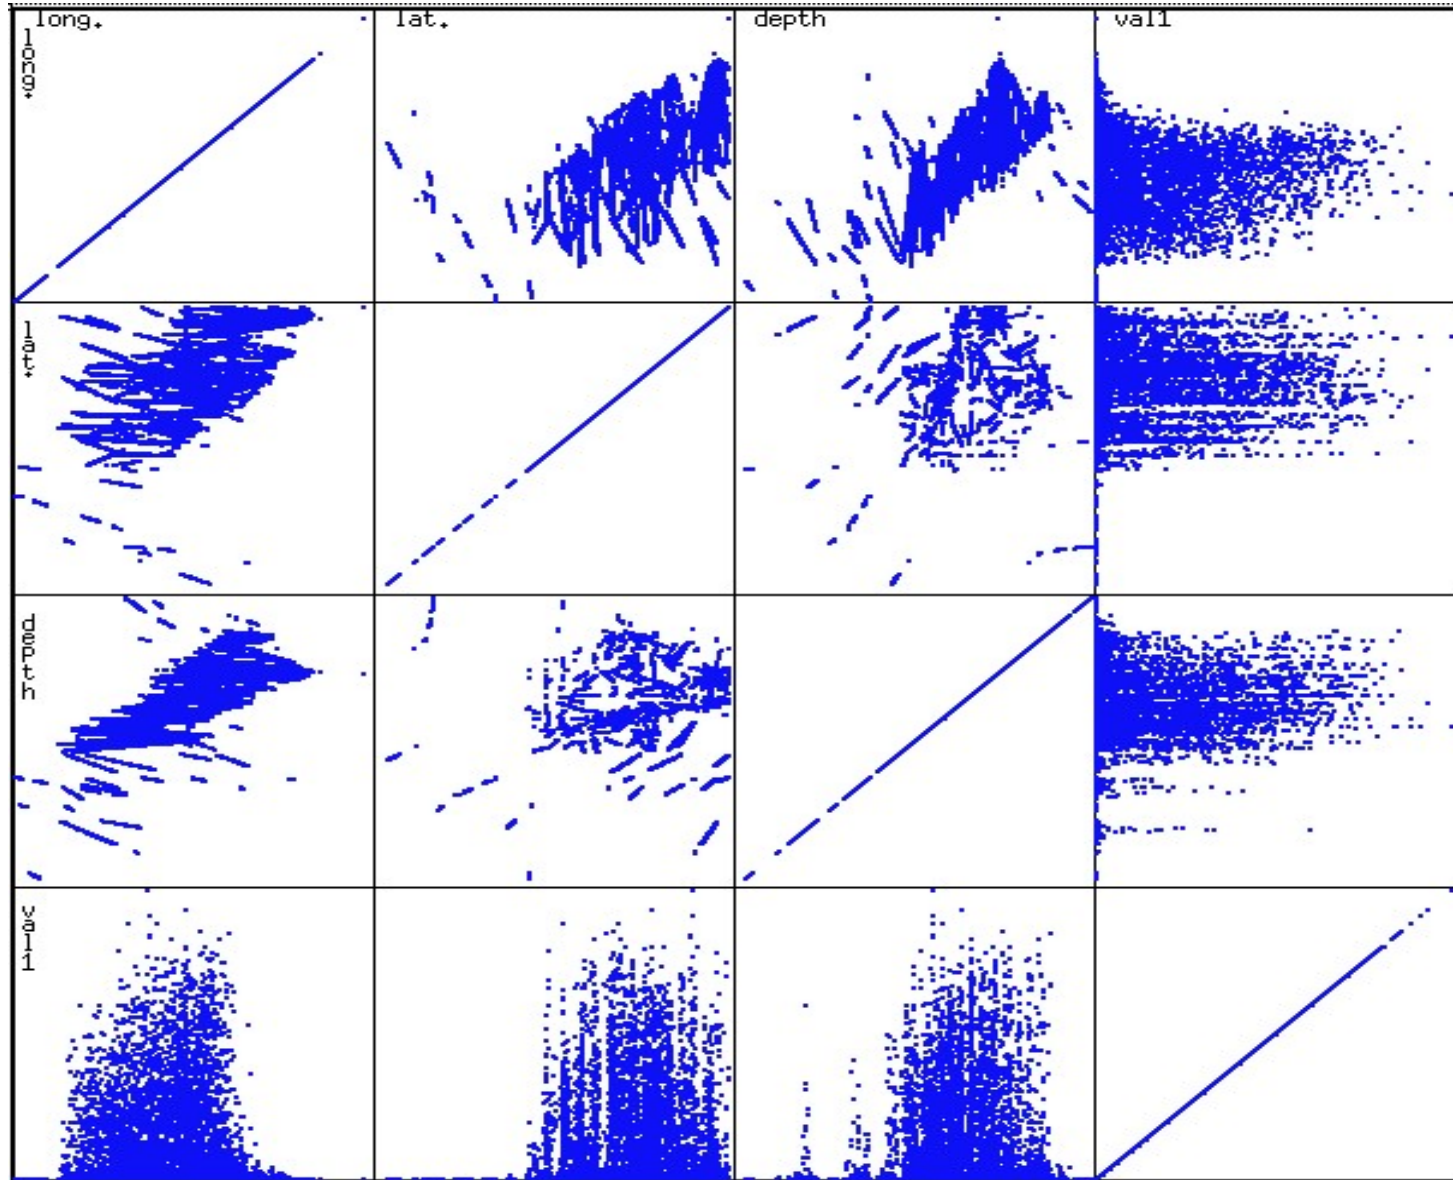 long.
lat.
depth
val1
long.
lat.
depth
val1